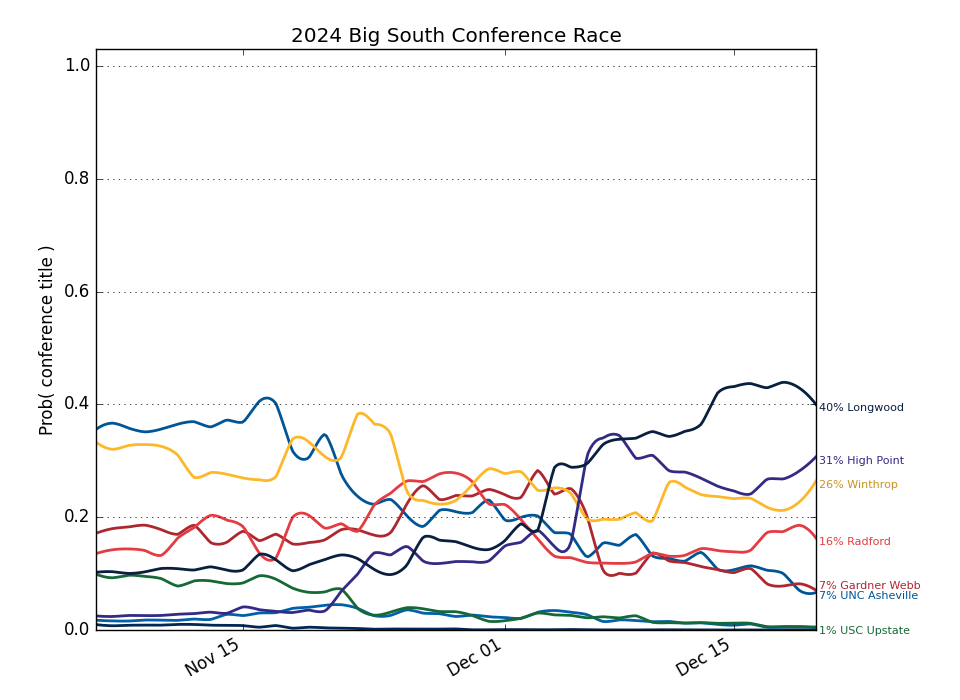 2024 Big South Conference Race
Prob( conference title )
1.0
0.8
0.6
0.4
0.2
0.0
Nov 15
Dec 01
Dec 15
40% Longwood
31% High Point
26% Winthrop
16% Radford
7% Gardner Webb
7% UNC Asheville
1% USC Upstate